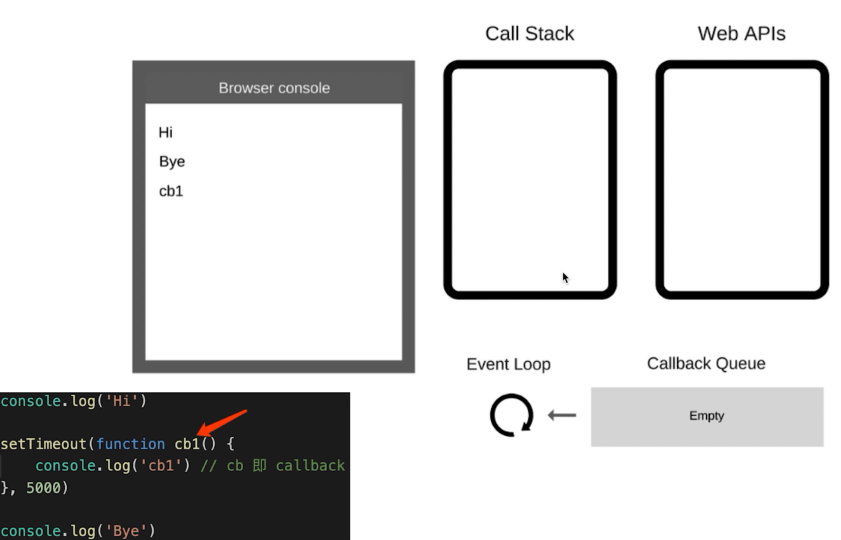 Call Stack
Web APIs
Browser console
Hi
Bye
cb1
Event Loop
Callback Queue
Empty
console.log('Hi')
setTimeout(function cb1() {
    console.log('cb1') // cb 即 callback
}, 5000)
console.log('Bye')